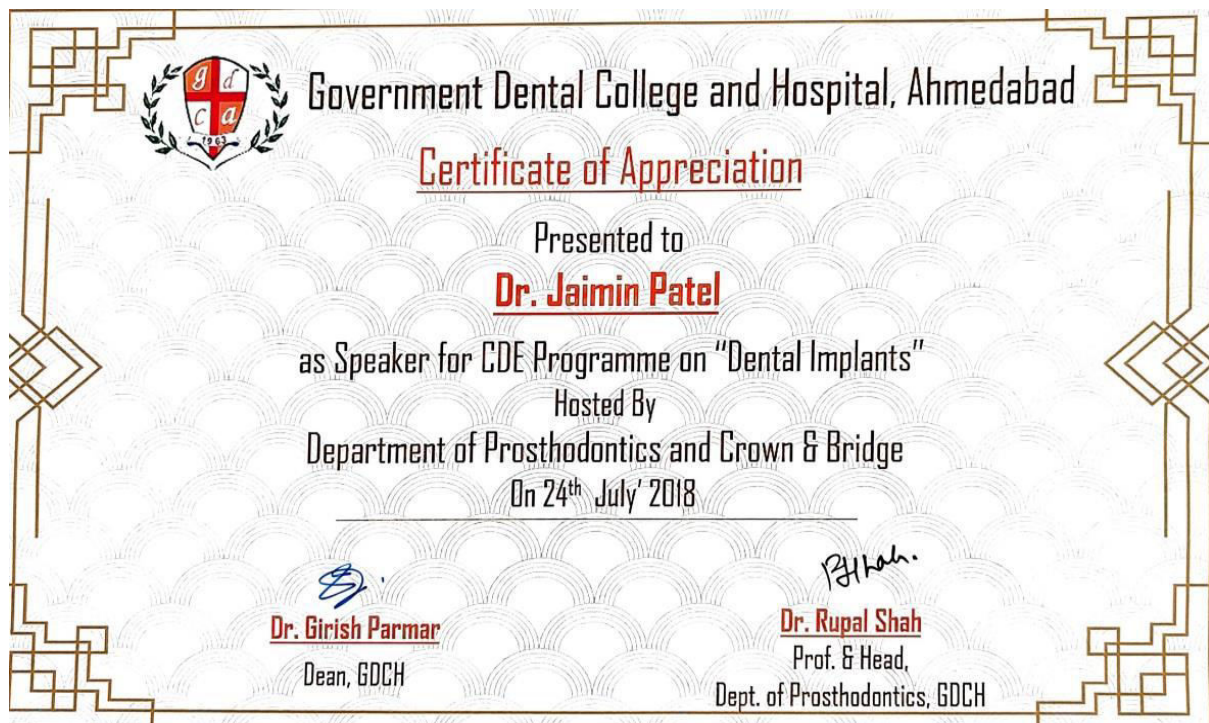 g d
c a
1963
Government Dental College and Hospital, Ahmedabad
Certificate of Appreciation
Presented to
Dr. Jaimin Patel
as Speaker for CDE Programme on "Dental Implants"
Hosted By
Department of Prosthodontics and Crown & Bridge
On 24th July' 2018
Dr. Girish Parmar
Dean, GDCH
Dr. Rupal Shah
Prof. & Head,
Dept. of Prosthodontics, GDCH